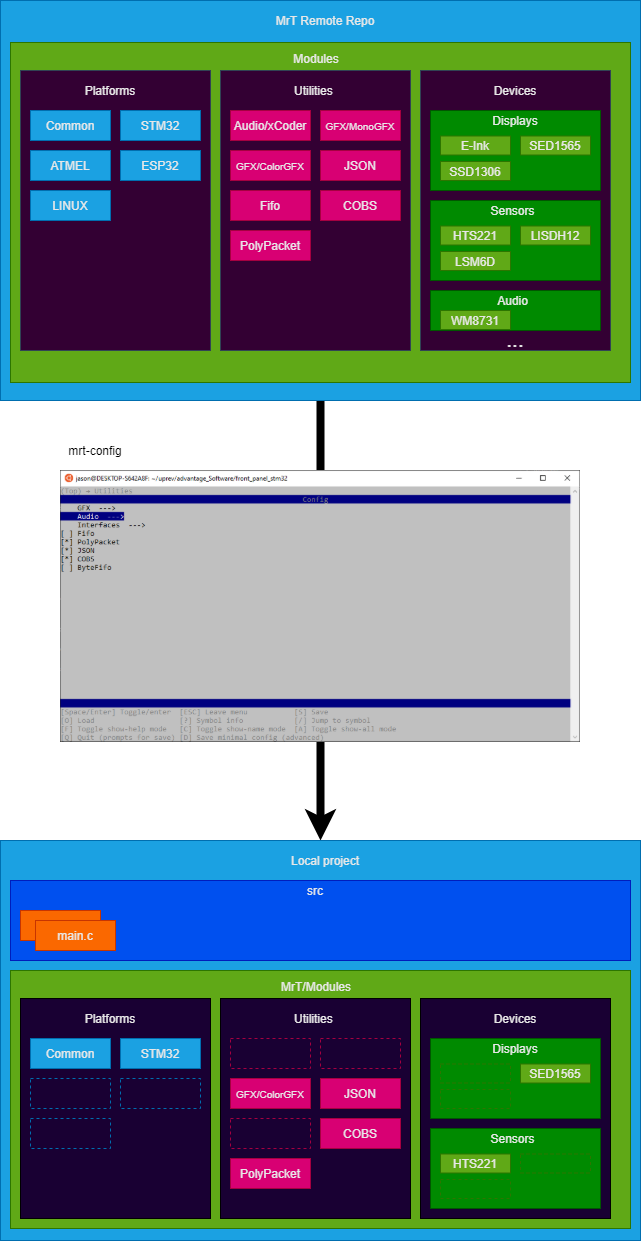 MrT Remote Repo
Modules
Platforms
Common
STM32
ATMEL
ESP32
LINUX
Utilities
Audio/xCoder
GFX/MonoGFX
GFX/ColorGFX
JSON
Fifo
COBS
PolyPacket
Devices
Displays
E-Ink
SED1565
SSD1306
Sensors
HTS221
LISDH12
LSM6D
Audio
WM8731
...
mrt-config
jason@DESKTOP-S642A8F: ~/uprev/advantage_Software/front_panel_stm32
(Top) → Utilities
Config
GFX --->
Audio --->
Interfaces --->
[ ] Fifo
[*] PolyPacket
[*] JSON
[*] COBS
[ ] ByteFifo
[Space/Enter] Toggle/enter [ESC] Leave menu [S] Save
[O] Load [?] Symbol info [/] Jump to symbol
[F] Toggle show-help mode [C] Toggle show-name mode [A] Toggle show-all mode
[Q] Quit (prompts for save) [D] Save minimal config (advanced)
Local project
src
main.c
MrT/Modules
Platforms
Common
STM32
Utilities
GFX/ColorGFX
JSON
COBS
PolyPacket
Devices
Displays
SED1565
Sensors
HTS221